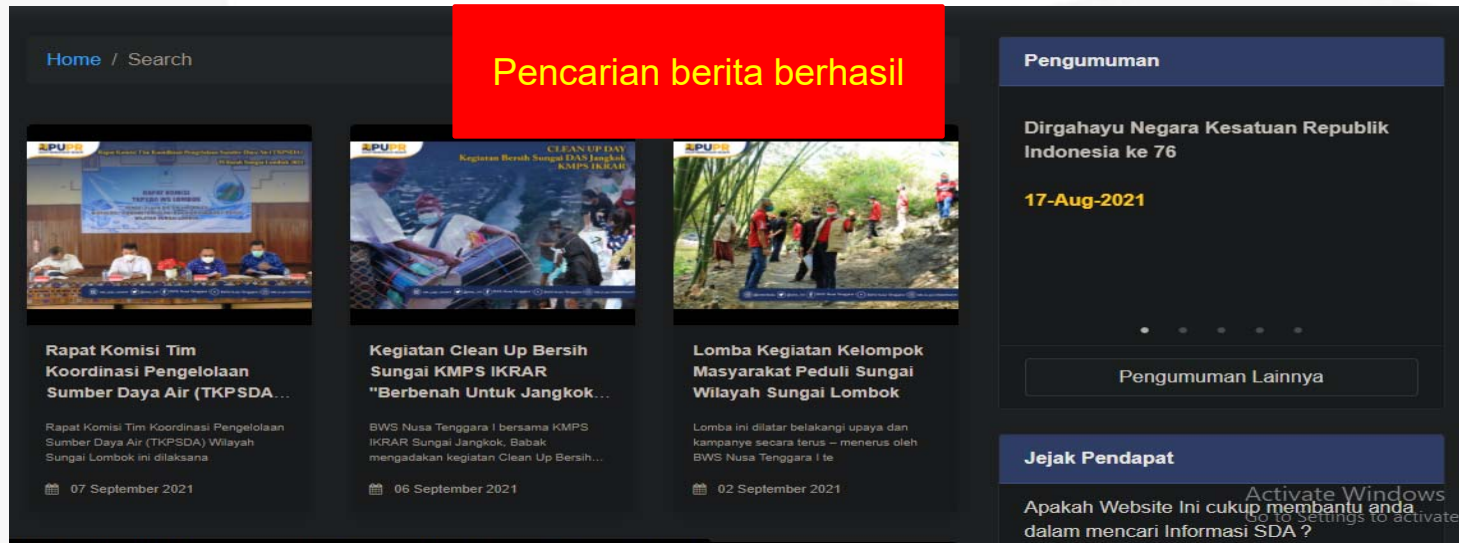 Home / Search
Pencarian berita berhasil
PUPR
RAPAT KOMISI
PUPR
CLEAN UP DAY
Kegiatan Bersih Sungai DAS Jangkok
KMPS IKRAR
PUPR
Rapat Komisi Tim
Koordinasi Pengelolaan
Sumber Daya Air (TKPSDA...
Rapat Komisi Tim Koordinasi Pengelolaan
Sumber Daya Air (TKPSDA) Wilayah
Sungai Lombok ini dilaksana
07 September 2021
Kegiatan Clean Up Bersih
Sungai KMPS IKRAR
"Berbenah Untuk Jangkok...
BWS Nusa Tenggara I bersama KMPS
IKRAR Sungai Jangkok, Babak
mengadakan kegiatan Clean Up Bersih...
06 September 2021
Lomba Kegiatan Kelompok
Masyarakat Peduli Sungai
Wilayah Sungai Lombok
Lomba ini dilatar belakangi upaya dan
kampanye secara terus – menerus oleh
BWS Nusa Tenggara I te
02 September 2021
Pengumuman
Dirgahayu Negara Kesatuan Republik
Indonesia ke 76
17-Aug-2021
Pengumuman Lainnya
Jejak Pendapat
Apakah Website Ini cukup membantu anda
dalam mencari Informasi SDA ?
Activate Windows
Go to Settings to activate